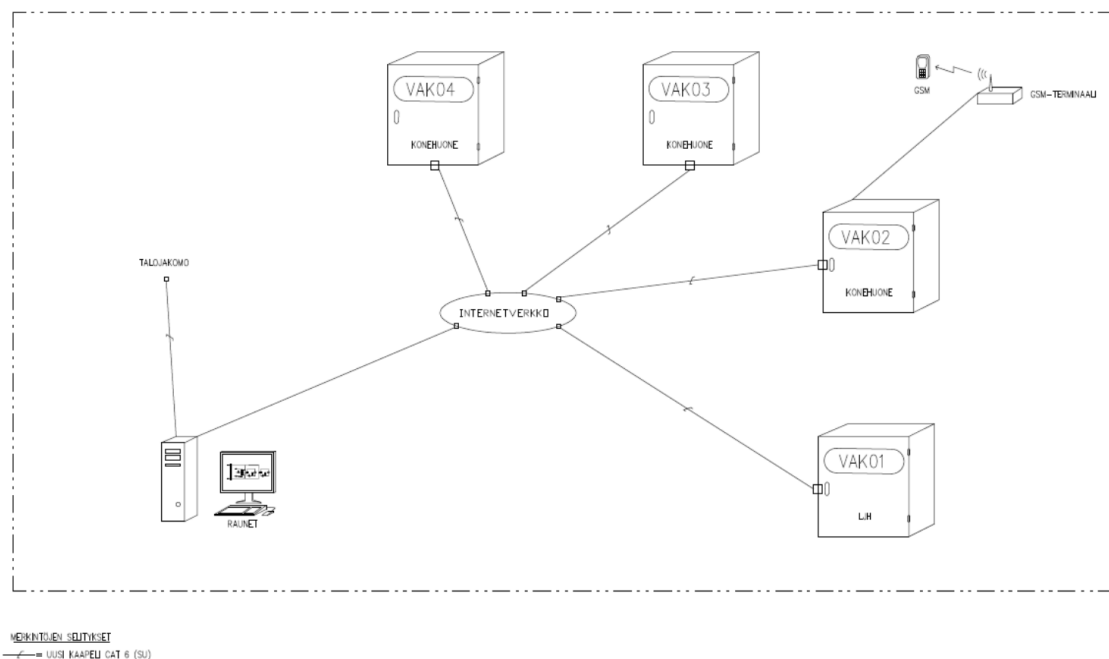 VAK04
KONEHUONE
VAK03
KONEHUONE
GSM
GSM-TERMINAALI
VAK02
KONEHUONE
TALOJAKOMO
INTERNETVERKKO
VAK01
LJH
RAUNET
MERKINTÖJEN SELITYKSET
= UUSI KAAPELI CAT 6 (SU)